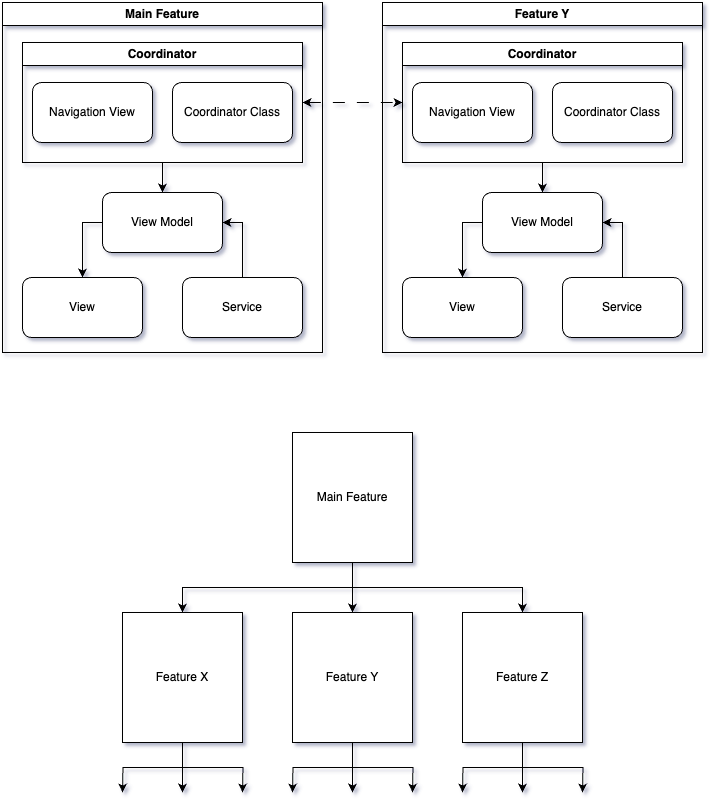 Main Feature
Feature Y
Coordinator
Coordinator
Navigation View
Coordinator Class
Navigation View
Coordinator Class
View Model
View Model
View
Service
View
Service
Main Feature
Feature X
Feature Y
Feature Z